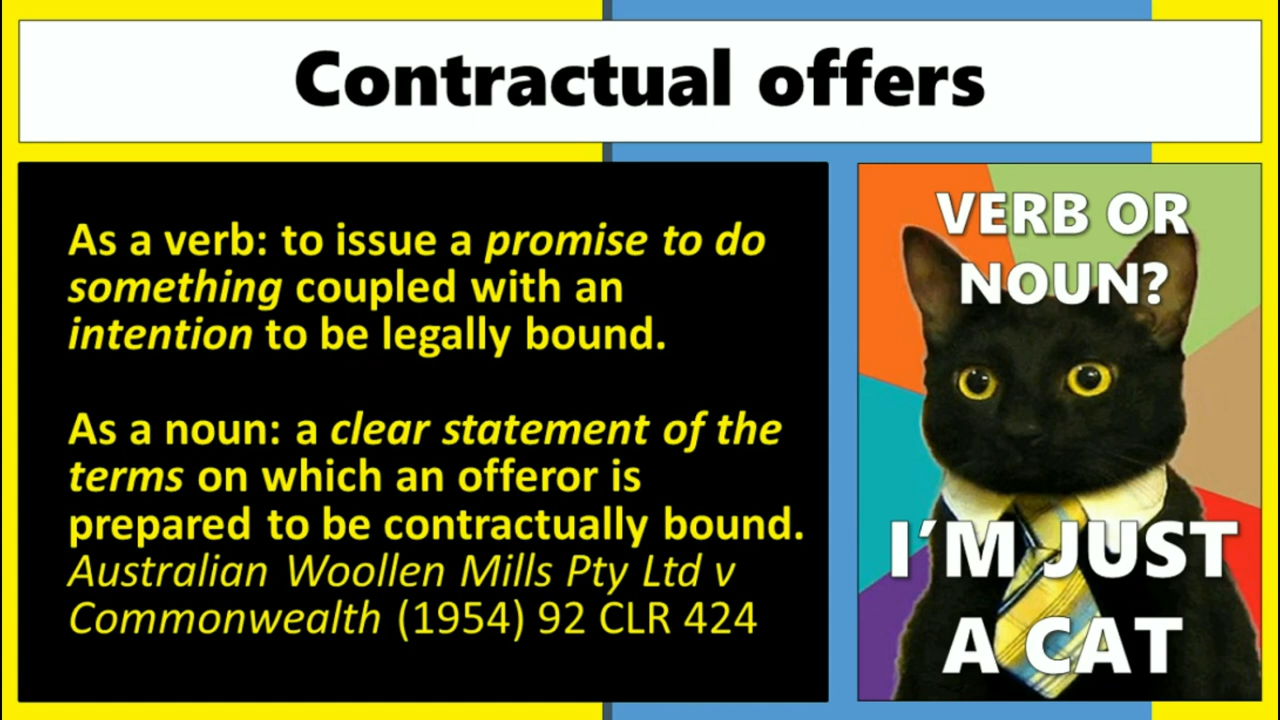 Contractual offers
As a verb: to issue a promise to do
something coupled with an
intention to be legally bound.
As a noun: a clear statement of the
terms on which an offeror is
prepared to be contractually bound.
Australian Woollen Mills Pty Ltd v
Commonwealth (1954) 92 CLR 424
VERB OR
NOUN?
I'M JUST
A CAT